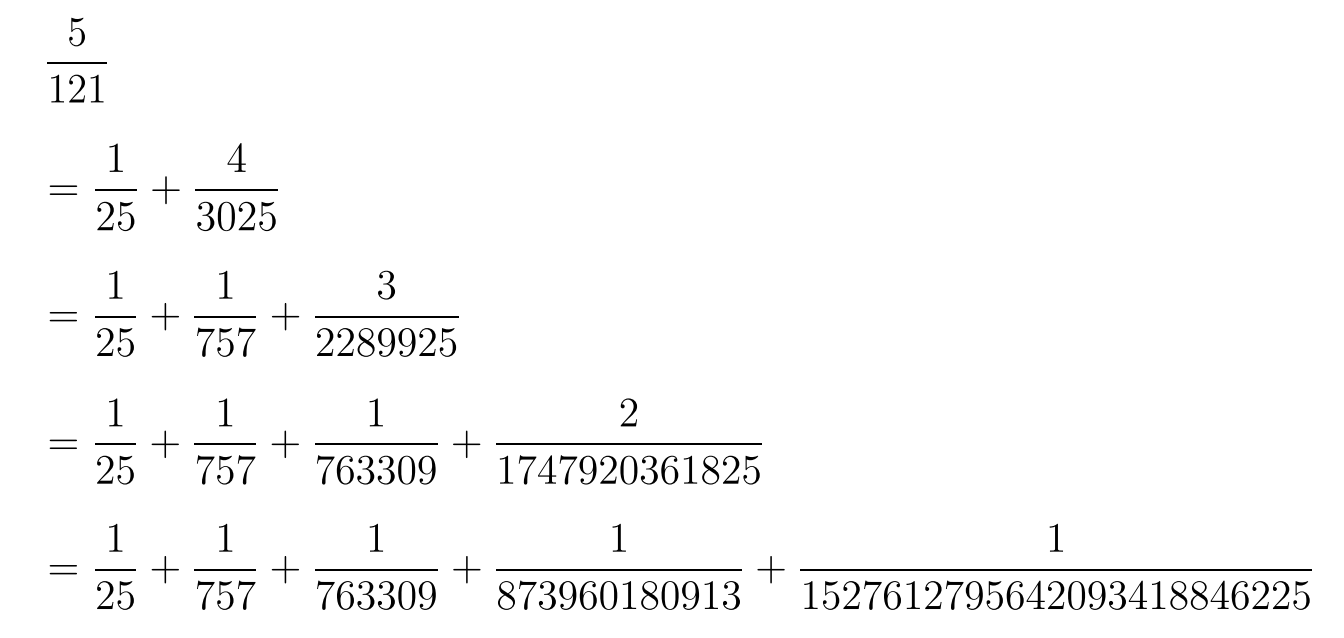 5/121
= 1/25 + 4/3025
= 1/25 + 1/757 + 3/2289925
= 1/25 + 1/757 + 1/763309 + 2/1747920361825
= 1/25 + 1/757 + 1/763309 + 1/873960180913 + 1/1527612795642093418846225